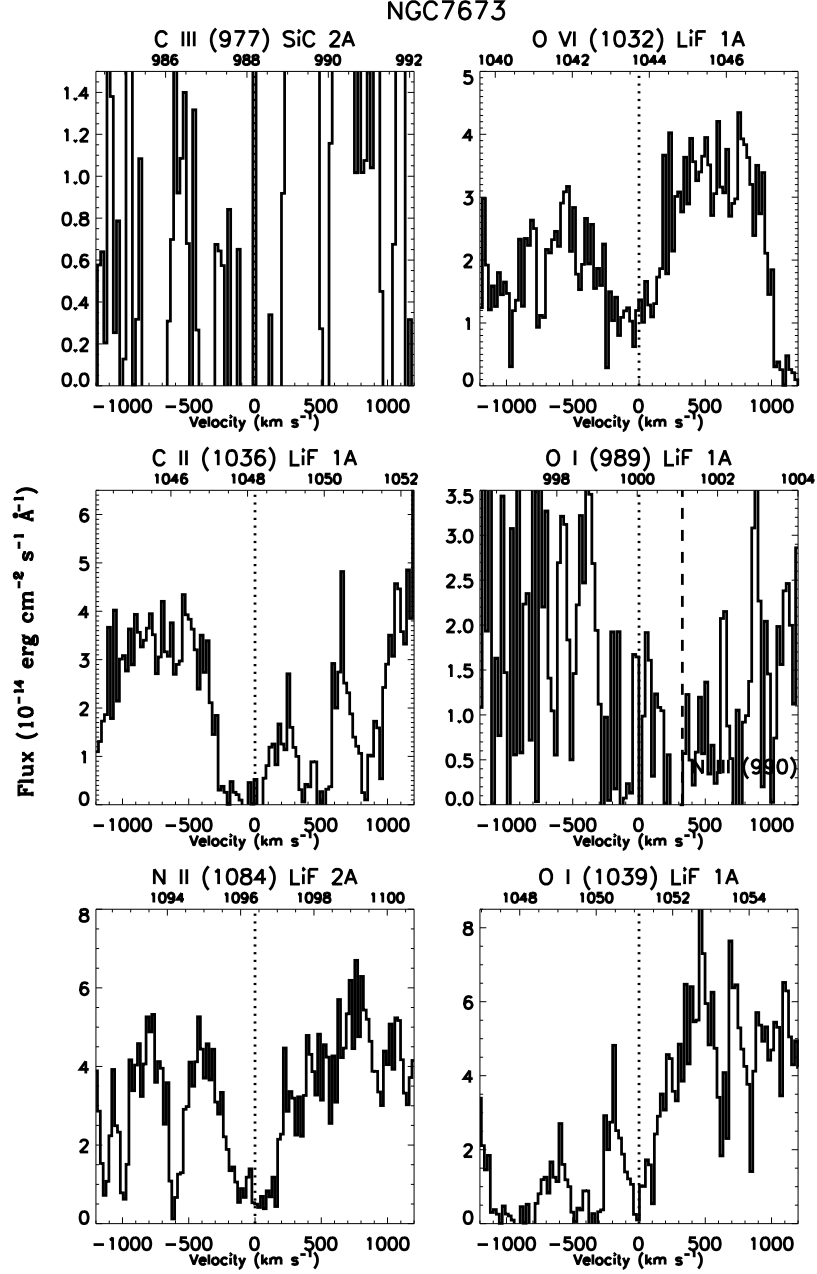 NGC7673
C III (977) SiC 2A
986 988 990 992
1.4
1.2
1.0
0.8
0.6
0.4
0.2
0.0
−1000 −500 0 500 1000
Velocity (km s⁻¹)
O VI (1032) LiF 1A
1040 1042 1044 1046
5
4
3
2
1
0
−1000 −500 0 500 1000
Velocity (km s⁻¹)
Flux (10⁻¹⁴ erg cm⁻² s⁻¹ Å⁻¹)
C II (1036) LiF 1A
1046 1048 1050 1052
6
5
4
3
2
1
0
−1000 −500 0 500 1000
Velocity (km s⁻¹)
O I (989) LiF 1A
998 1000 1002 1004
3.5
3.0
2.5
2.0
1.5
1.0
0.5
0.0
N III (990)
−1000 −500 0 500 1000
Velocity (km s⁻¹)
N II (1084) LiF 2A
1094 1096 1098 1100
8
6
4
2
0
−1000 −500 0 500 1000
Velocity (km s⁻¹)
O I (1039) LiF 1A
1048 1050 1052 1054
8
6
4
2
0
−1000 −500 0 500 1000
Velocity (km s⁻¹)